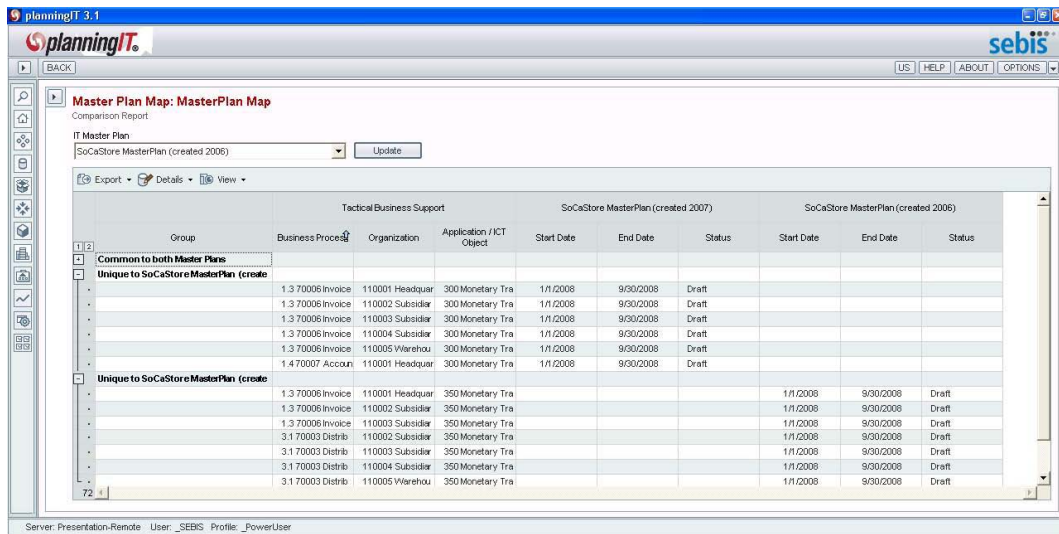 planningIT 3.1
planningIT®
sebis
BACK
US HELP ABOUT OPTIONS
Master Plan Map: MasterPlan Map
Comparison Report
IT Master Plan
SoCaStore MasterPlan (created 2006) Update
Export Details View
Tactical Business Support SoCaStore MasterPlan (created 2007) SoCaStore MasterPlan (created 2006)
1 2 Group Business Process Organization Application / ICT Object Start Date End Date Status Start Date End Date Status
Common to both Master Plans
Unique to SoCaStore MasterPlan (create
1.3 70006 Invoice 110001 Headquar 300 Monetary Tra 1/1/2008 9/30/2008 Draft
1.3 70006 Invoice 110002 Subsidiar 300 Monetary Tra 1/1/2008 9/30/2008 Draft
1.3 70006 Invoice 110003 Subsidiar 300 Monetary Tra 1/1/2008 9/30/2008 Draft
1.3 70006 Invoice 110004 Subsidiar 300 Monetary Tra 1/1/2008 9/30/2008 Draft
1.3 70006 Invoice 110005 Warehou 300 Monetary Tra 1/1/2008 9/30/2008 Draft
1.4 70007 Accoun 110001 Headquar 300 Monetary Tra 1/1/2008 9/30/2008 Draft
Unique to SoCaStore MasterPlan (create
1.3 70006 Invoice 110001 Headquar 350 Monetary Tra 1/1/2008 9/30/2008 Draft
1.3 70006 Invoice 110002 Subsidiar 350 Monetary Tra 1/1/2008 9/30/2008 Draft
1.3 70006 Invoice 110003 Subsidiar 350 Monetary Tra 1/1/2008 9/30/2008 Draft
3.1 70003 Distrib 110002 Subsidiar 350 Monetary Tra 1/1/2008 9/30/2008 Draft
3.1 70003 Distrib 110003 Subsidiar 350 Monetary Tra 1/1/2008 9/30/2008 Draft
3.1 70003 Distrib 110004 Subsidiar 350 Monetary Tra 1/1/2008 9/30/2008 Draft
3.1 70003 Distrib 110005 Warehou 350 Monetary Tra 1/1/2008 9/30/2008 Draft
72
Server: Presentation-Remote User: _SEBIS Profile: _PowerUser